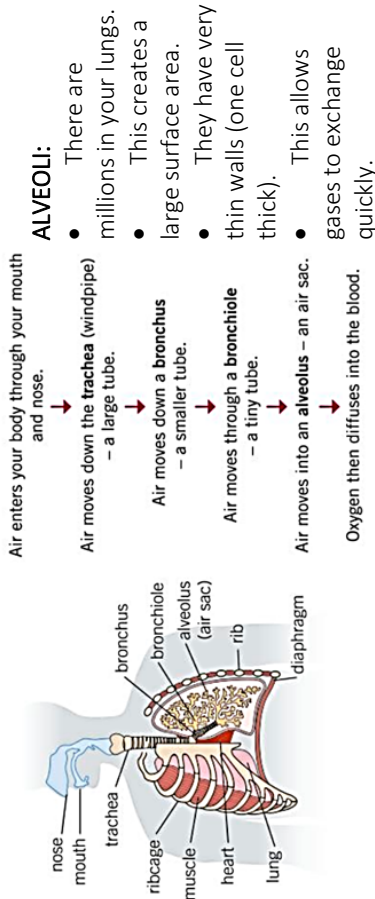 nose
mouth
trachea
ribcage
muscle
heart
lung
bronchus
bronchiole
alveolus
(air sac)
rib
diaphragm
Air enters your body through your mouth
and nose.
Air moves down the trachea (windpipe)
– a large tube.
Air moves down a bronchus
– a smaller tube.
Air moves through a bronchiole
– a tiny tube.
Air moves into an alveolus – an air sac.
Oxygen then diffuses into the blood.
ALVEOLI:
• There are
millions in your lungs.
• This creates a
large surface area.
• They have very
thin walls (one cell
thick).
• This allows
gases to exchange
quickly.